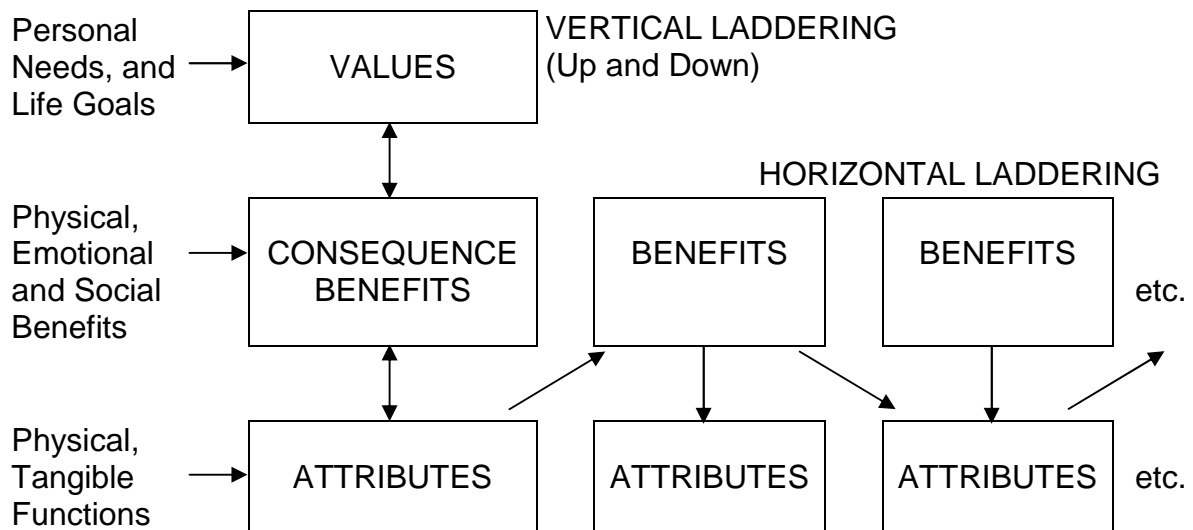 Personal
Needs, and
Life Goals
VALUES
VERTICAL LADDERING
(Up and Down)
HORIZONTAL LADDERING
Physical,
Emotional
and Social
Benefits
CONSEQUENCE
BENEFITS
BENEFITS
BENEFITS
etc.
Physical,
Tangible
Functions
ATTRIBUTES
ATTRIBUTES
ATTRIBUTES
etc.